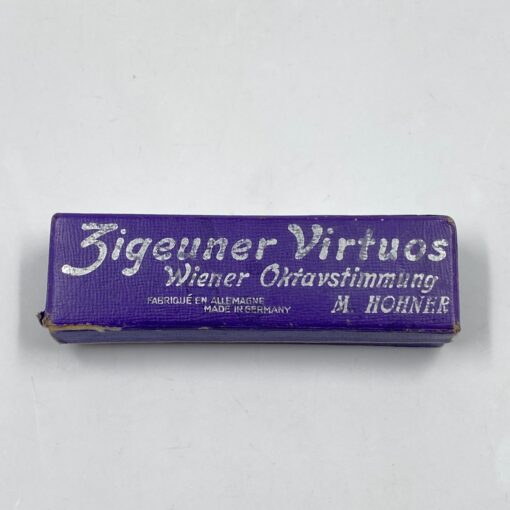 Zigeuner Virtuos
Wiener Oktavstimmung
FABRIQUÉ EN ALLEMAGNE
MADE IN GERMANY
M. HOHNER